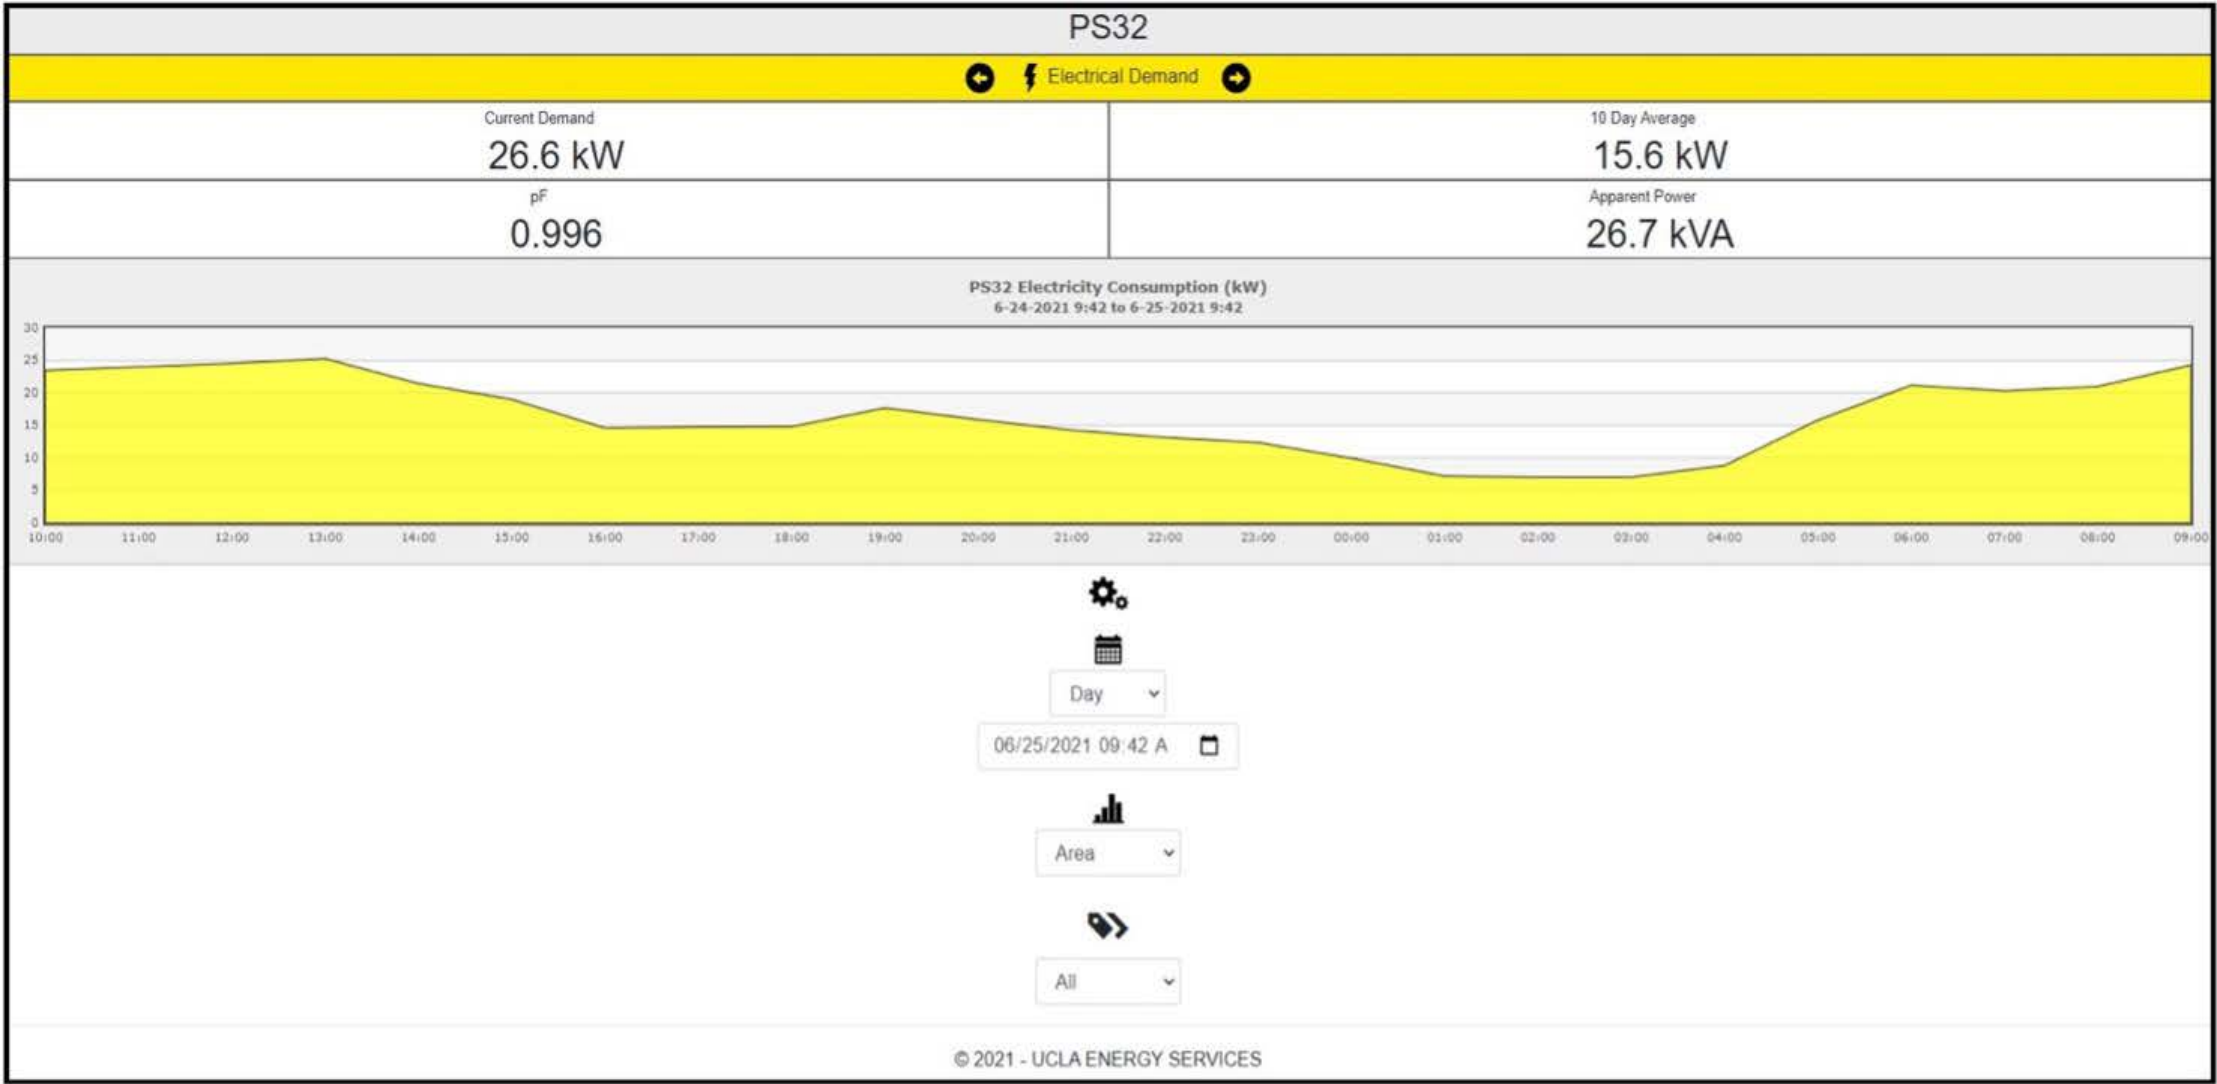 PS32
Electrical Demand
Current Demand
26.6 kW
10 Day Average
15.6 kW
pF
0.996
Apparent Power
26.7 kVA
PS32 Electricity Consumption (kW)
6-24-2021 9:42 to 6-25-2021 9:42
30
25
20
15
10
5
0
10:00 11:00 12:00 13:00 14:00 15:00 16:00 17:00 18:00 19:00 20:00 21:00 22:00 23:00 00:00 01:00 02:00 03:00 04:00 05:00 06:00 07:00 08:00 09:00
Day
06/25/2021 09:42 A
Area
All
© 2021 - UCLA ENERGY SERVICES